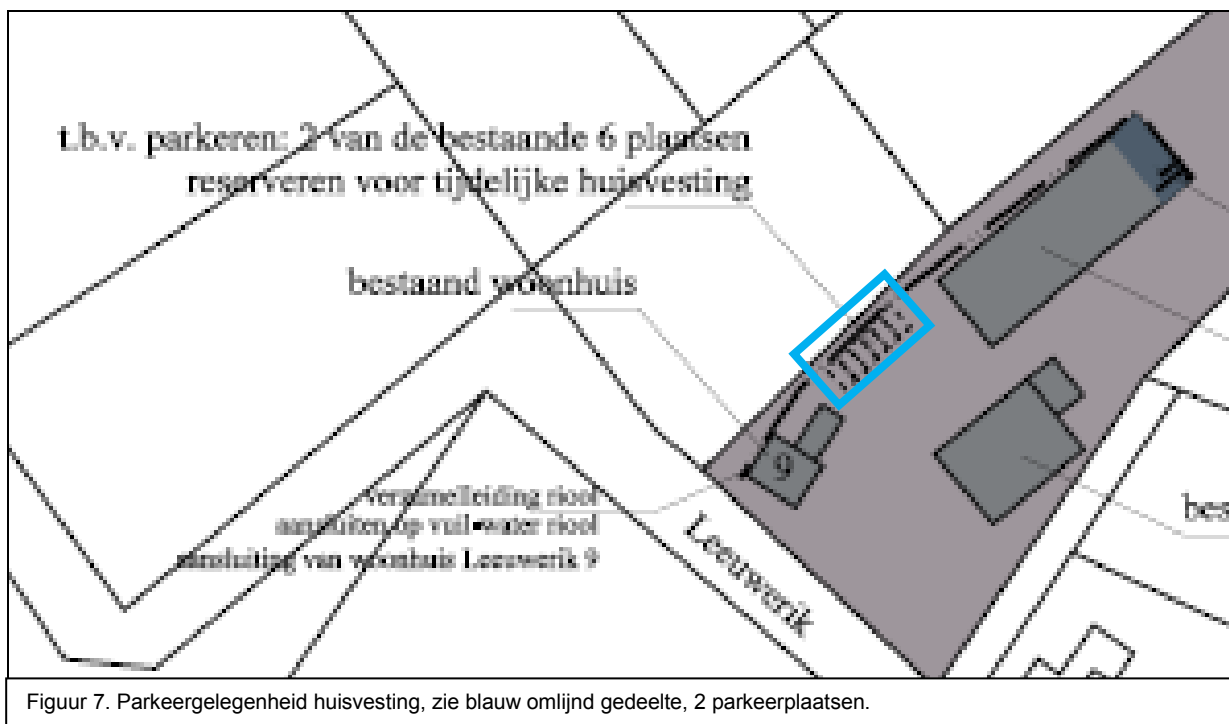 t.b.v. parkeren: 2 van de bestaande 6 plaatsen
reserveren voor tijdelijke huisvesting
bestaand woonhuis
9
verzamelleiding riool
aansluiten op vuil-water riool
aansluiting van woonhuis Leeuwerik 9
Leeuwerik
bes
Figuur 7. Parkeergelegenheid huisvesting, zie blauw omlijnd gedeelte, 2 parkeerplaatsen.